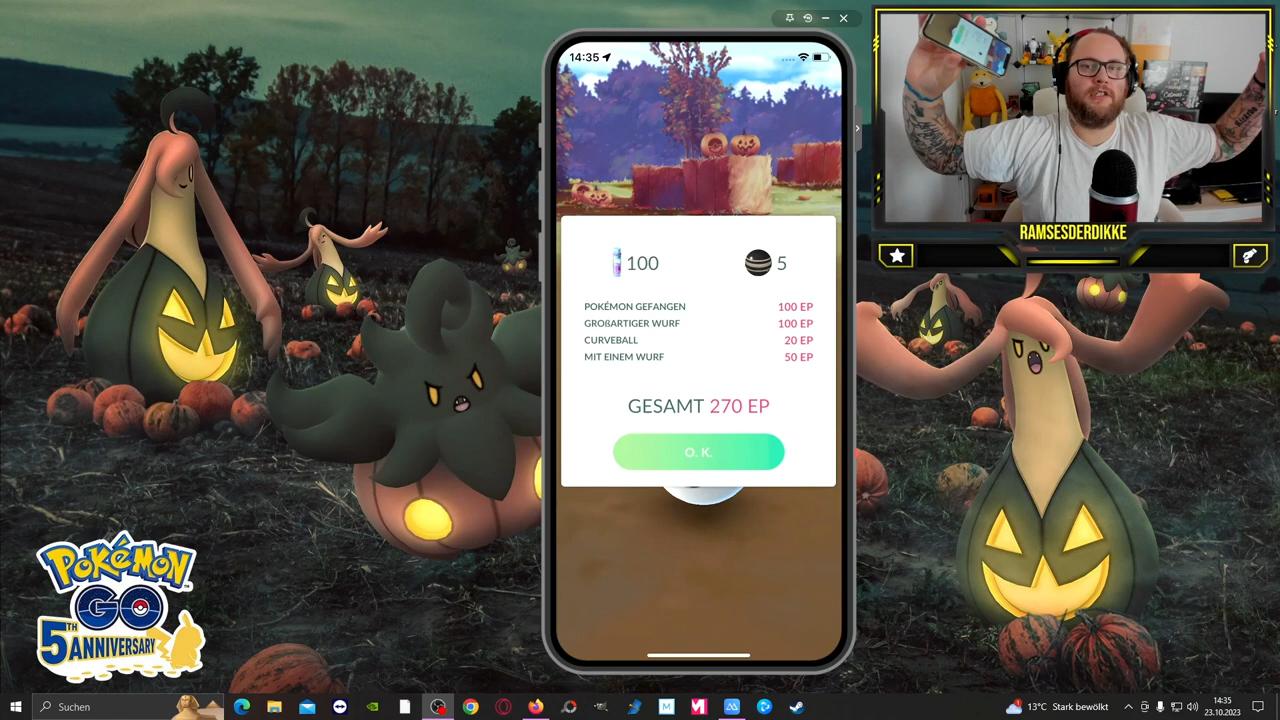 14:35
100
5
POKÉMON GEFANGEN 100 EP
GROßARTIGER WURF 100 EP
CURVEBALL 20 EP
MIT EINEM WURF 50 EP
GESAMT 270 EP
O. K.
RAMSESDERDIKKE
POKÉMON
GO
5TH
ANNIVERSARY
Suchen
13°C Stark bewölkt
14:35
23.10.2023